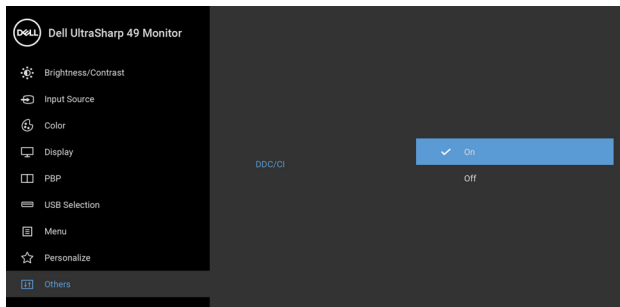 DELL Dell UltraSharp 49 Monitor
Brightness/Contrast
Input Source
Color
Display
PBP
USB Selection
Menu
Personalize
Others
DDC/CI
On
Off